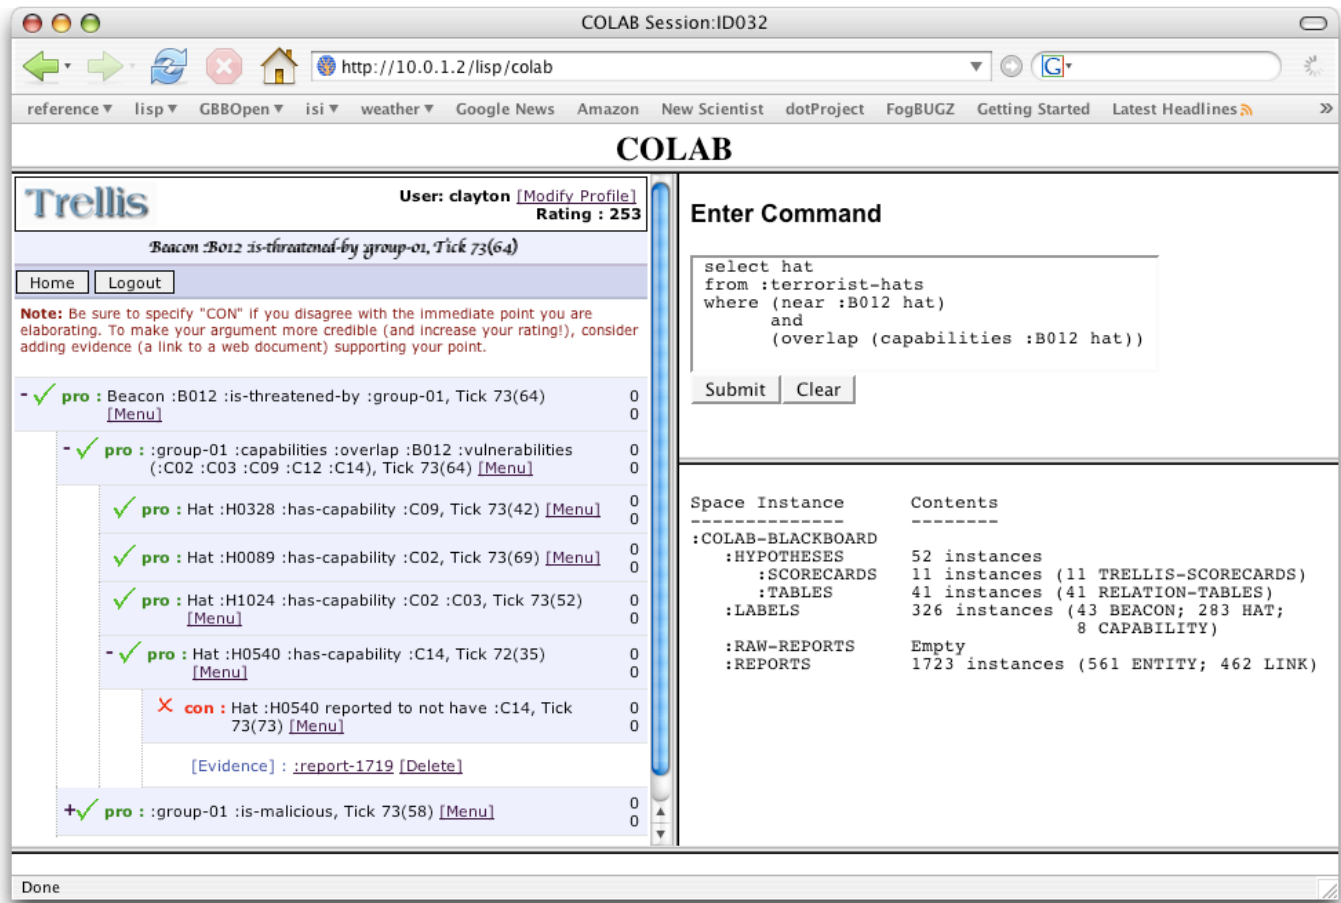 COLAB Session:ID032
http://10.0.1.2/lisp/colab
G
reference lisp GBBOpen isi weather Google News Amazon New Scientist dotProject FogBUGZ Getting Started Latest Headlines »
COLAB
Trellis
User: clayton [Modify Profile]
Rating : 253
Beacon :B012 :is-threatened-by :group-01, Tick 73(64)
Home Logout
Note: Be sure to specify "CON" if you disagree with the immediate point you are
elaborating. To make your argument more credible (and increase your rating!), consider
adding evidence (a link to a web document) supporting your point.
- pro : Beacon :B012 :is-threatened-by :group-01, Tick 73(64) 0
[Menu] 0
- pro : :group-01 :capabilities :overlap :B012 :vulnerabilities 0
(:C02 :C03 :C09 :C12 :C14), Tick 73(64) [Menu] 0
pro : Hat :H0328 :has-capability :C09, Tick 73(42) [Menu] 0
0
pro : Hat :H0089 :has-capability :C02, Tick 73(69) [Menu] 0
0
pro : Hat :H1024 :has-capability :C02 :C03, Tick 73(52) 0
[Menu] 0
- pro : Hat :H0540 :has-capability :C14, Tick 72(35) 0
[Menu] 0
con : Hat :H0540 reported to not have :C14, Tick 0
73(73) [Menu] 0
[Evidence] : :report-1719 [Delete]
+ pro : :group-01 :is-malicious, Tick 73(58) [Menu] 0
0
Enter Command
select hat
from :terrorist-hats
where (near :B012 hat)
and
(overlap (capabilities :B012 hat))
Submit Clear
Space Instance Contents
-------------- --------
:COLAB-BLACKBOARD
:HYPOTHESES 52 instances
:SCORECARDS 11 instances (11 TRELLIS-SCORECARDS)
:TABLES 41 instances (41 RELATION-TABLES)
:LABELS 326 instances (43 BEACON; 283 HAT;
8 CAPABILITY)
:RAW-REPORTS Empty
:REPORTS 1723 instances (561 ENTITY; 462 LINK)
Done